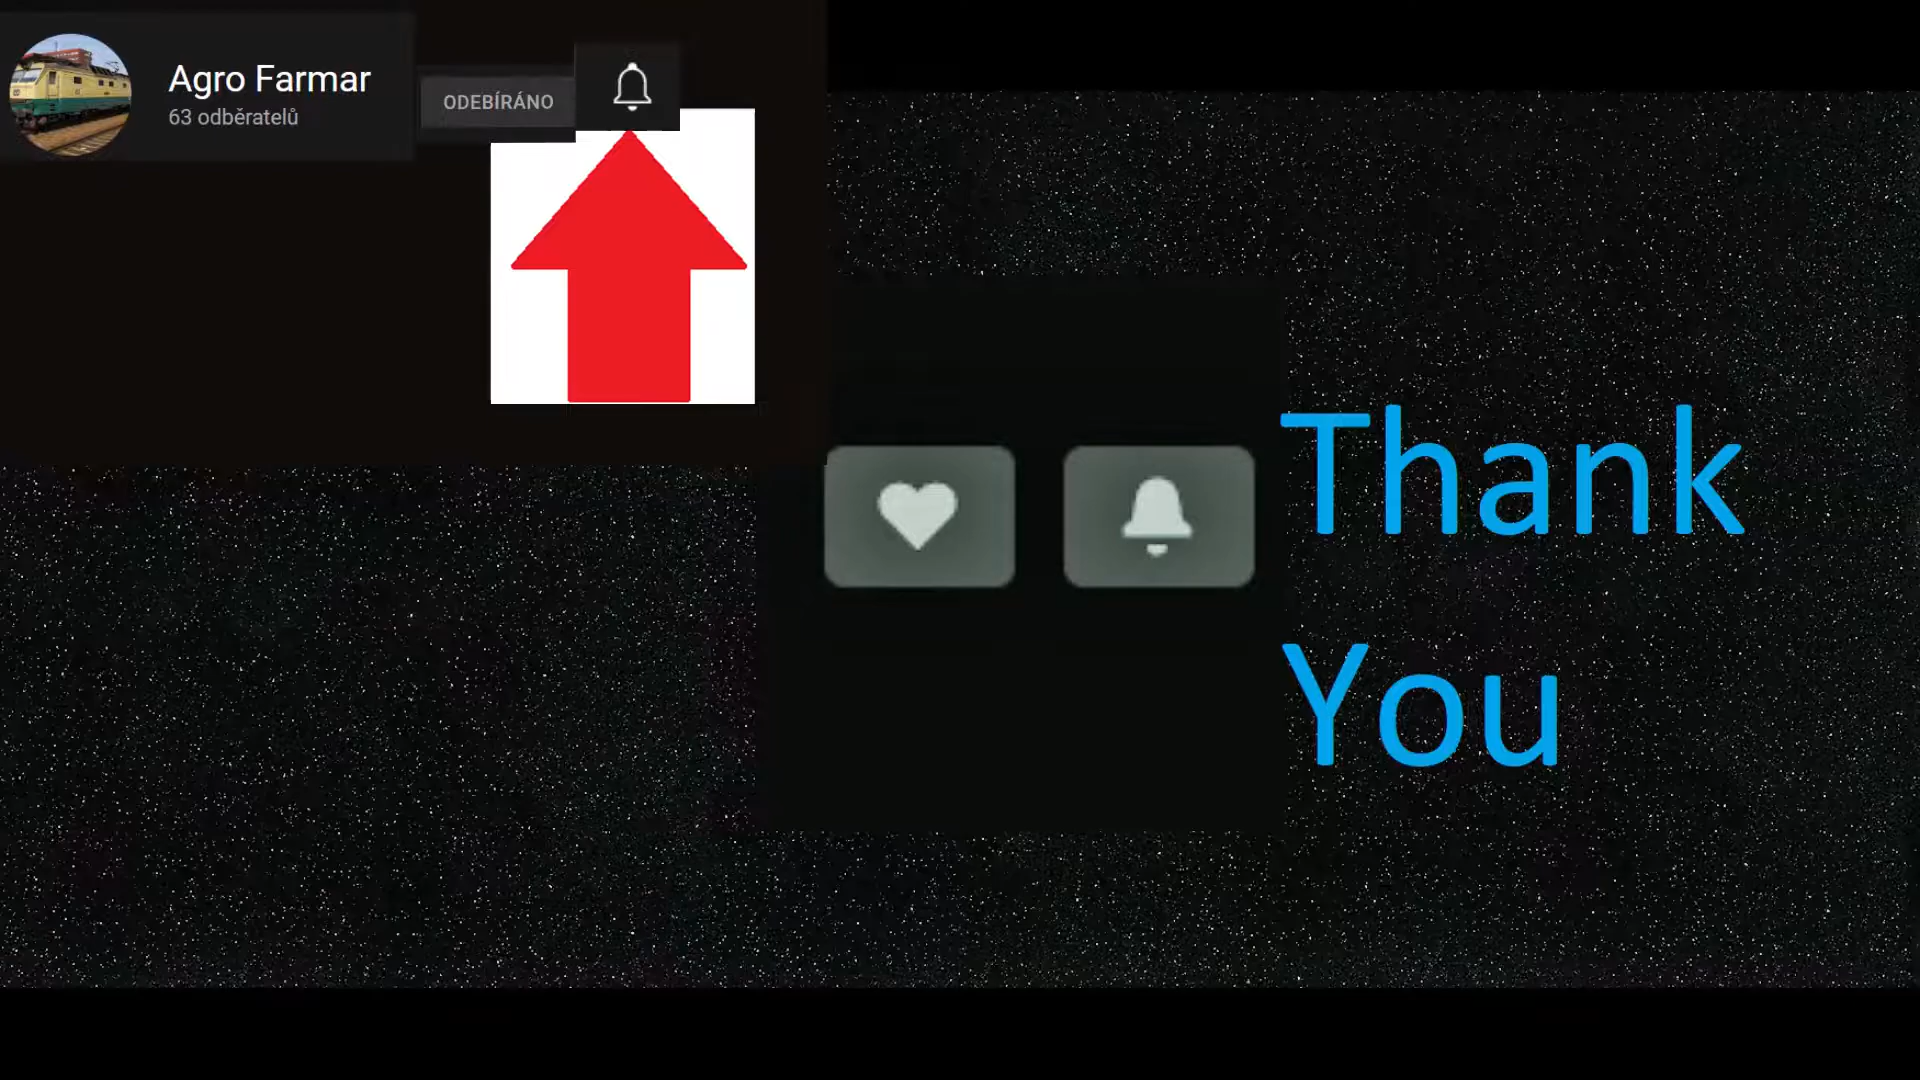 Agro Farmar
63 odběratelů
ODEBÍRÁNO
Thank
You